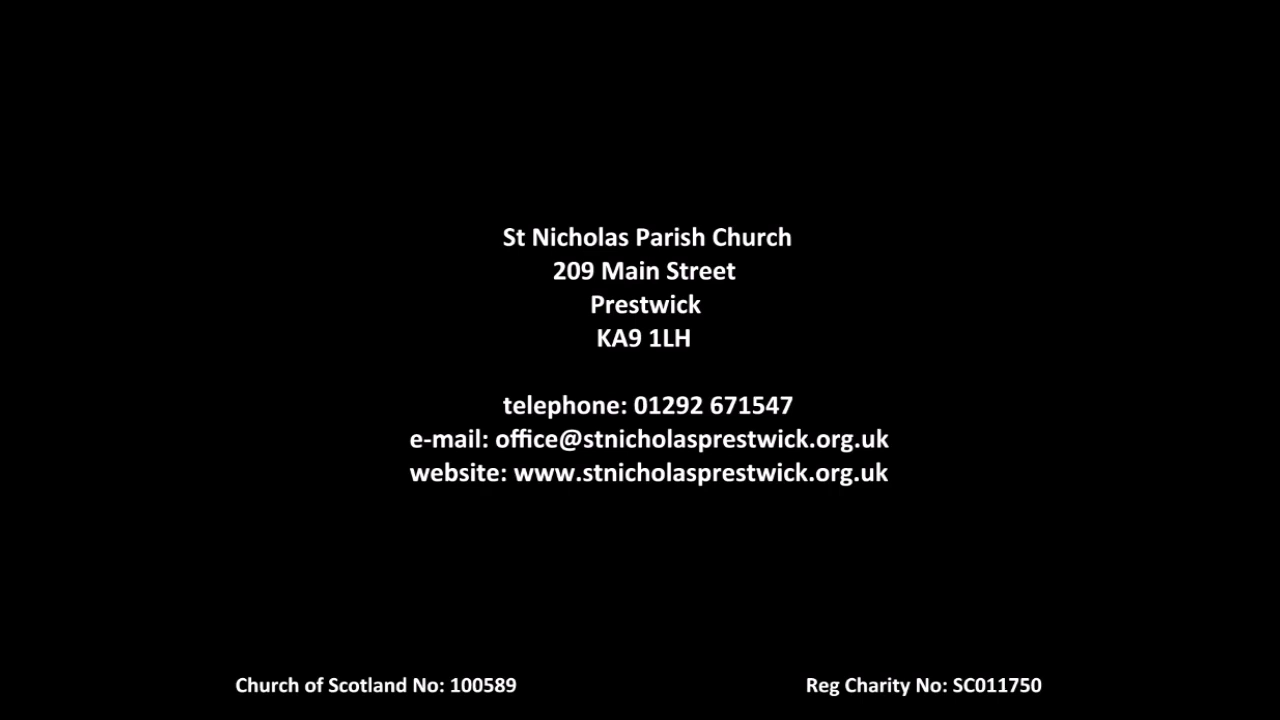 St Nicholas Parish Church
209 Main Street
Prestwick
KA9 1LH
telephone: 01292 671547
e-mail: office@stnicholasprestwick.org.uk
website: www.stnicholasprestwick.org.uk
Church of Scotland No: 100589
Reg Charity No: SC011750